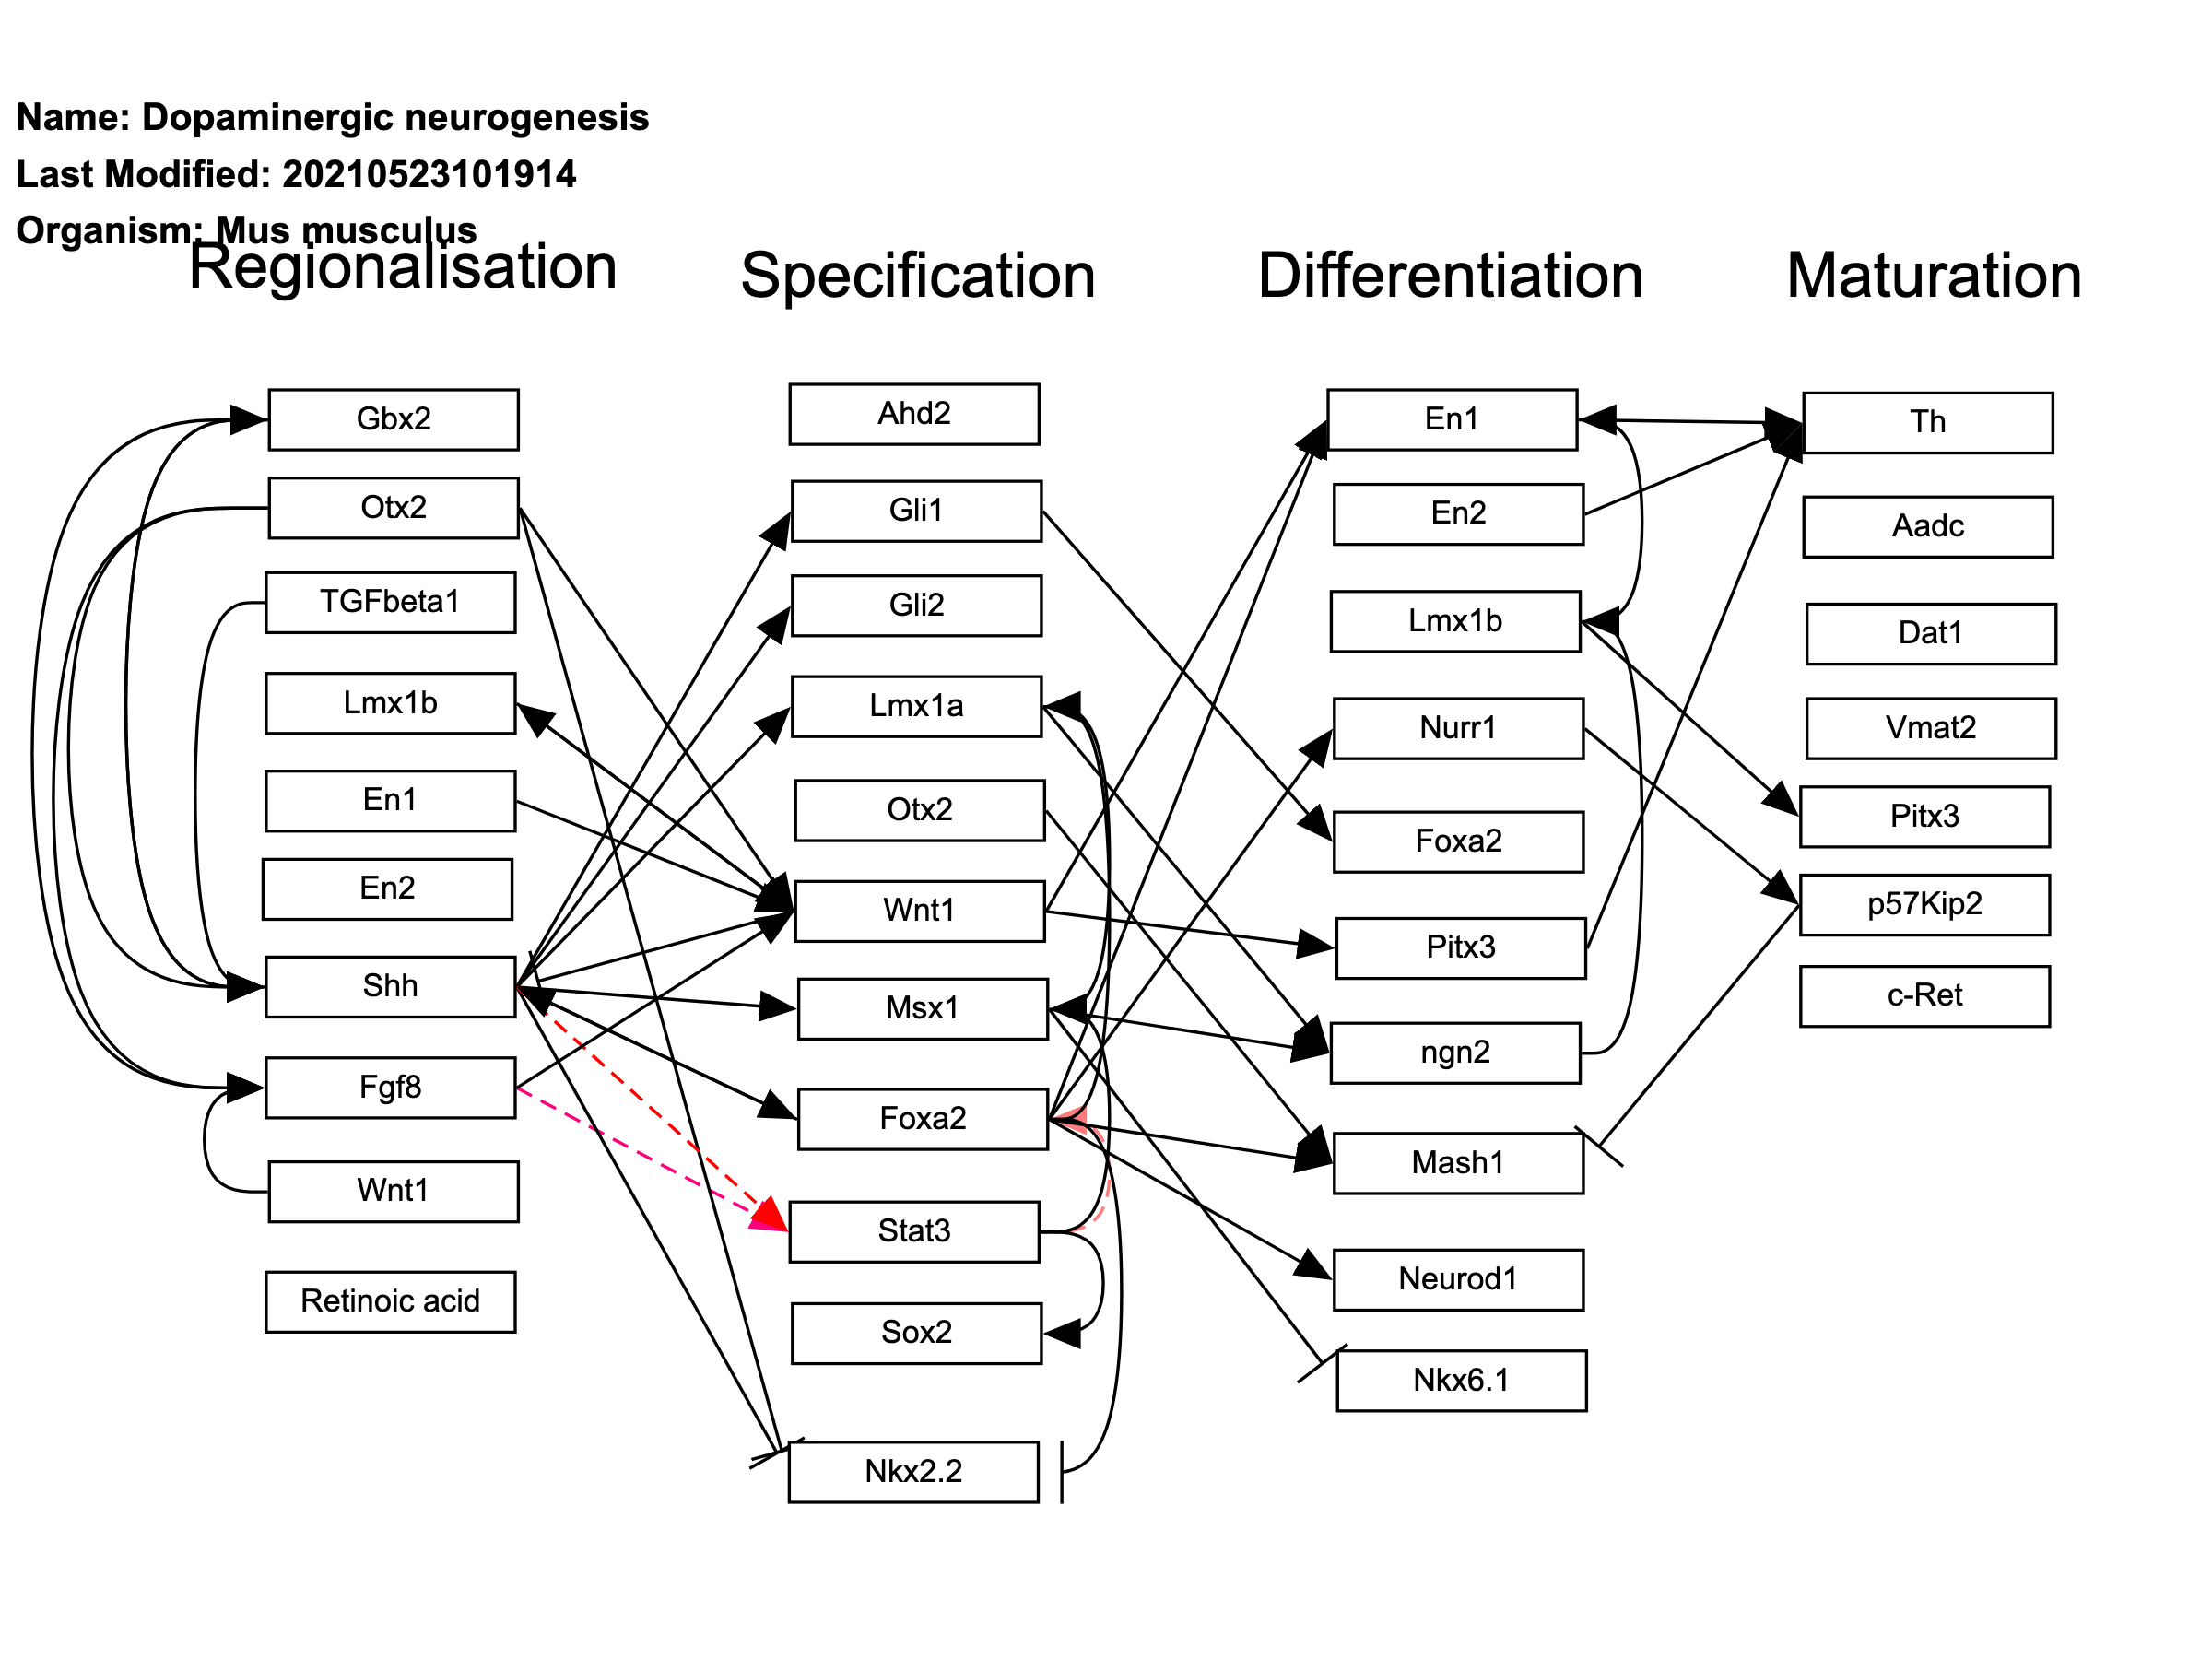 Name: Dopaminergic neurogenesis
Last Modified: 20210523101914
Organism: Mus musculus
Regionalisation
Specification
Differentiation
Maturation
Gbx2
Otx2
TGFbeta1
Lmx1b
En1
En2
Shh
Fgf8
Wnt1
Retinoic acid
Ahd2
Gli1
Gli2
Lmx1a
Otx2
Wnt1
Msx1
Foxa2
Stat3
Sox2
Nkx2.2
En1
En2
Lmx1b
Nurr1
Foxa2
Pitx3
ngn2
Mash1
Neurod1
Nkx6.1
Th
Aadc
Dat1
Vmat2
Pitx3
p57Kip2
c-Ret